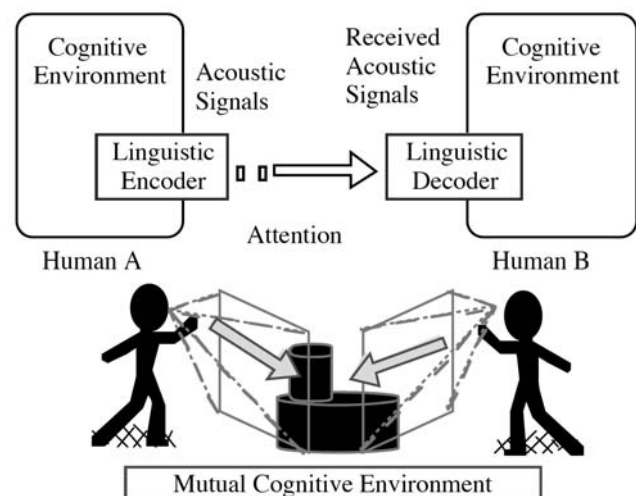 Cognitive
Environment
Acoustic
Signals
Received
Acoustic
Signals
Cognitive
Environment
Linguistic
Encoder
Linguistic
Decoder
Attention
Human A
Human B
Mutual Cognitive Environment